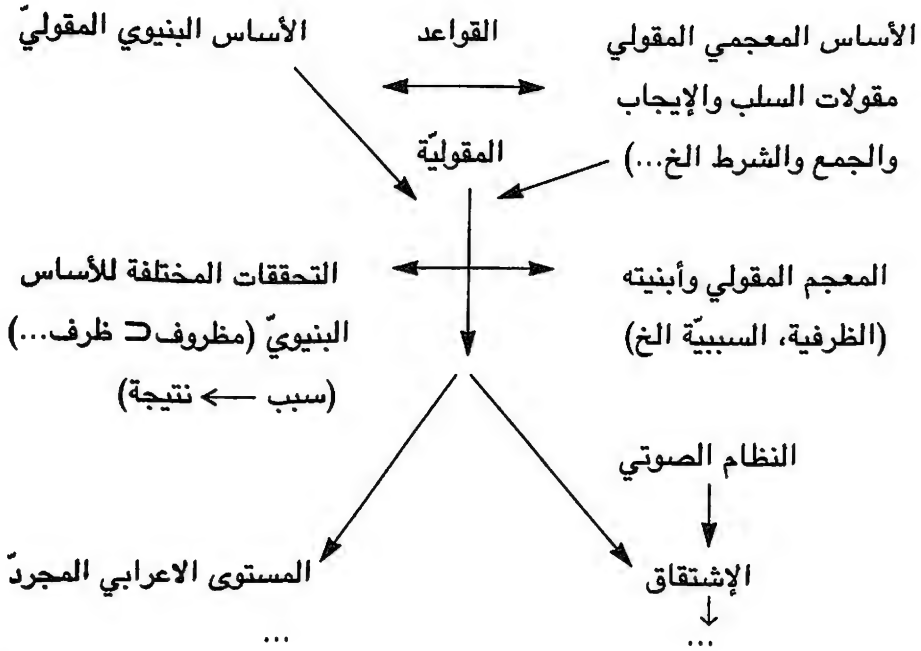 الأساس المعجمي المقولي القواعد الأساس البنيوي المقوليّ
مقولات السلب والإيجاب
والجمع والشرط الخ...) المقوليّة
المعجم المقولي وأبنيته التحققات المختلفة للأساس
(الظرفية، السببيّة الخ) البنيويّ (مظروف⊐ ظرف...)
(سبب ⟵ نتيجة)
النظام الصوتي
الإشتقاق المستوى الاعرابي المجردّ
... ...